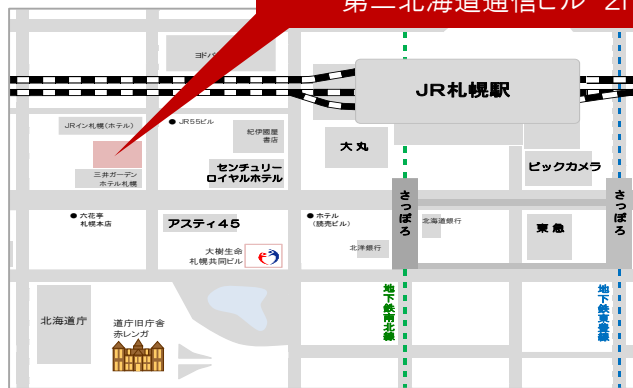 第二北海道通信ビル
JR札幌駅
JRイン札幌(ホテル)
JR55ビル
紀伊國屋
書店
大丸
三井ガーデン
ホテル札幌
センチュリー
ロイヤルホテル
ビックカメラ
さっぽろ
さっぽろ
六花亭
札幌本店
アスティ45
ホテル
(読売ビル)
北海道銀行
東急
大樹生命
札幌共同ビル
北洋銀行
地下鉄南北線
地下鉄東豊線
北海道庁
道庁旧庁舎
赤レンガ